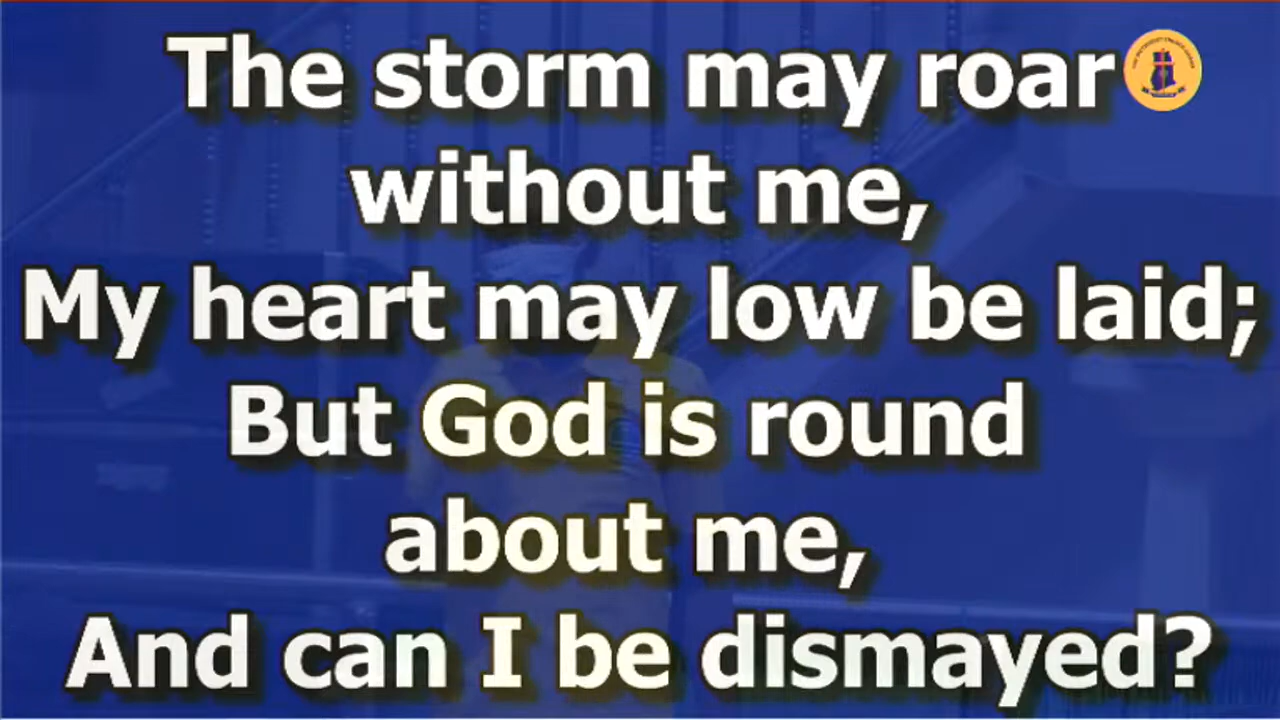 The storm may roar
without me,
My heart may low be laid;
But God is round
about me,
And can I be dismayed?